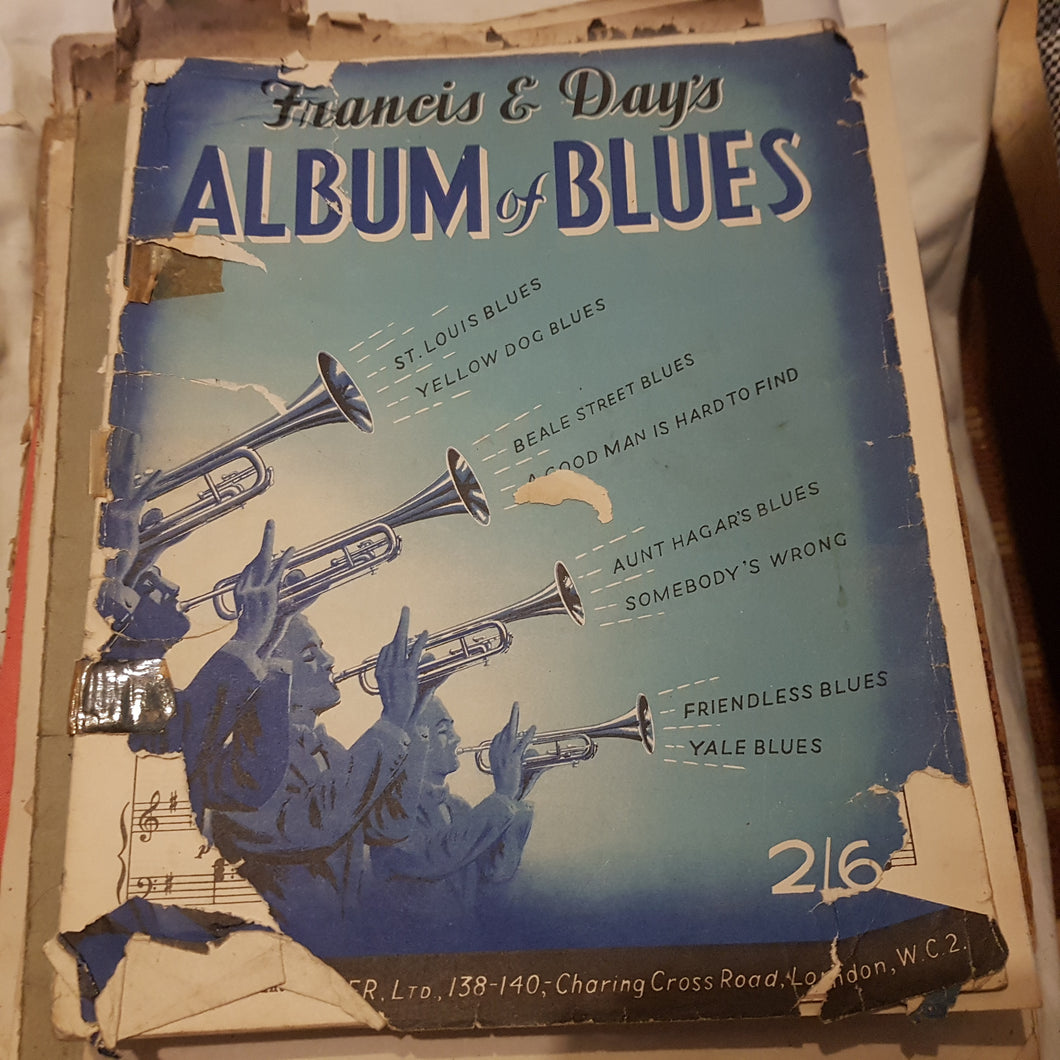 Francis & Day's
ALBUM of BLUES
ST. LOUIS BLUES
YELLOW DOG BLUES
BEALE STREET BLUES
A GOOD MAN IS HARD TO FIND
AUNT HAGAR'S BLUES
SOMEBODY'S WRONG
FRIENDLESS BLUES
YALE BLUES
2/6
ER, LTD., 138-140,- Charing Cross Road, London, W.C.2.